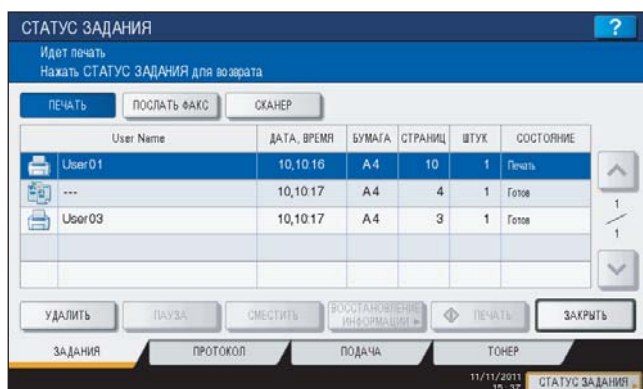 СТАТУС ЗАДАНИЯ ?
Идет печать
Нажать СТАТУС ЗАДАНИЯ для возврата
ПЕЧАТЬ ПОСЛАТЬ ФАКС СКАНЕР
User Name ДАТА, ВРЕМЯ БУМАГА СТРАНИЦ ШТУК СОСТОЯНИЕ
User01 10,10:16 A4 10 1 Печать
--- 10,10:17 A4 4 1 Готов
User03 10,10:17 A4 3 1 Готов
1
1
УДАЛИТЬ ПАУЗА СМЕСТИТЬ ВОССТАНОВЛЕНИЕ ИНФОРМАЦИИ ПЕЧАТЬ ЗАКРЫТЬ
ЗАДАНИЯ ПРОТОКОЛ ПОДАЧА ТОНЕР
11/11/2011
15:37 СТАТУС ЗАДАНИЯ